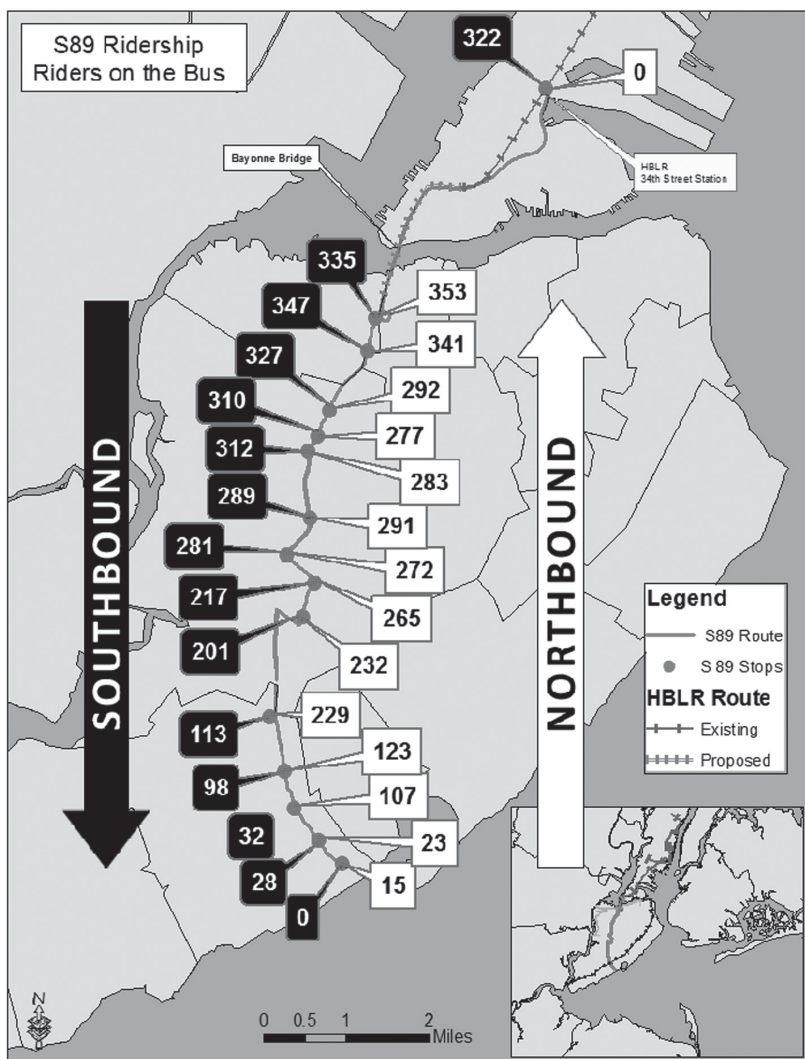 S89 Ridership
Riders on the Bus
322
0
Bayonne Bridge
HBLR
34th Street Station
335
353
347
341
327
292
310
277
312
283
289
291
281
272
217
265
201
232
113
229
98
123
107
32
23
28
15
0
SOUTHBOUND
NORTHBOUND
Legend
S89 Route
S 89 Stops
HBLR Route
Existing
Proposed
N
0 0.5 1 2
Miles